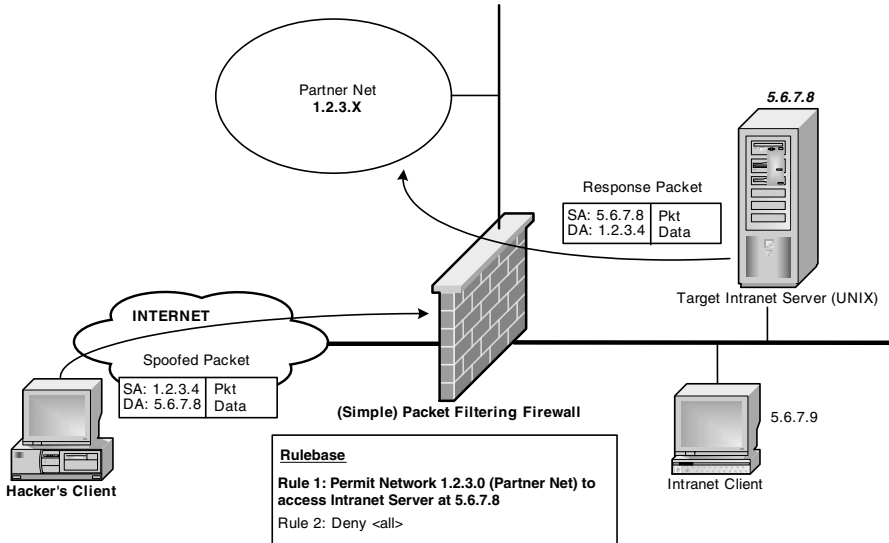 Partner Net
1.2.3.X
5.6.7.8
Response Packet
SA: 5.6.7.8 Pkt
DA: 1.2.3.4 Data
Target Intranet Server (UNIX)
INTERNET
Spoofed Packet
SA: 1.2.3.4 Pkt
DA: 5.6.7.8 Data
(Simple) Packet Filtering Firewall
5.6.7.9
Hacker's Client
Intranet Client
Rulebase
Rule 1: Permit Network 1.2.3.0 (Partner Net) to
access Intranet Server at 5.6.7.8
Rule 2: Deny <all>